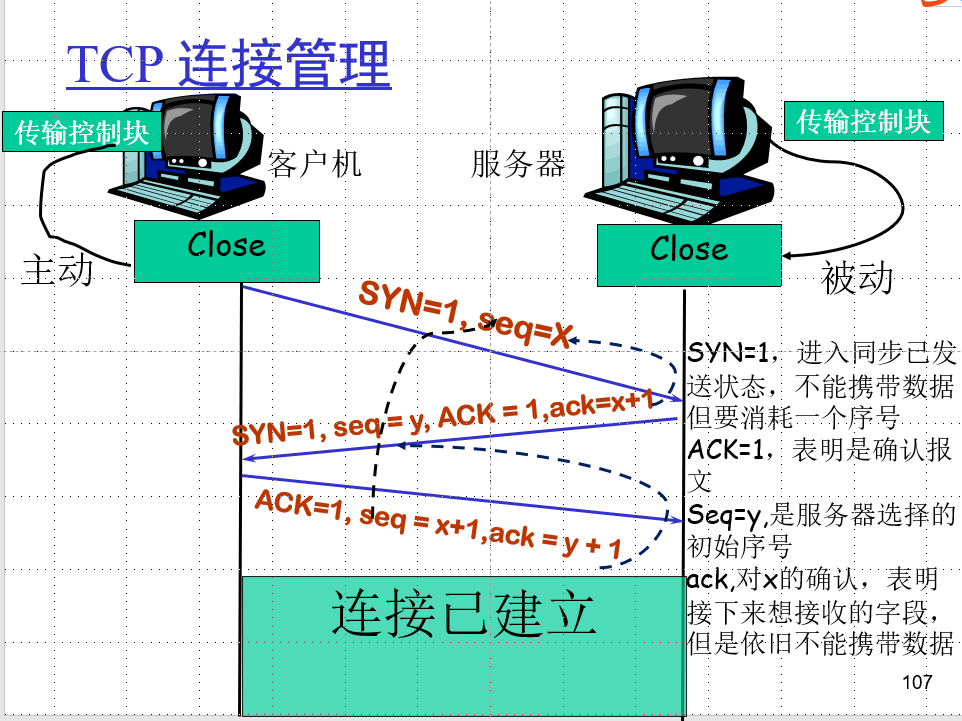 TCP 连接管理
传输控制块
传输控制块
客户机
服务器
Close
Close
主动
被动
SYN=1, seq=X
SYN=1, seq = y, ACK = 1,ack=x+1
ACK=1, seq = x+1,ack = y + 1
SYN=1，进入同步已发
送状态，不能携带数据
但要消耗一个序号
ACK=1，表明是确认报
文
Seq=y,是服务器选择的
初始序号
ack,对x的确认，表明
接下来想接收的字段，
但是依旧不能携带数据
连接已建立
107